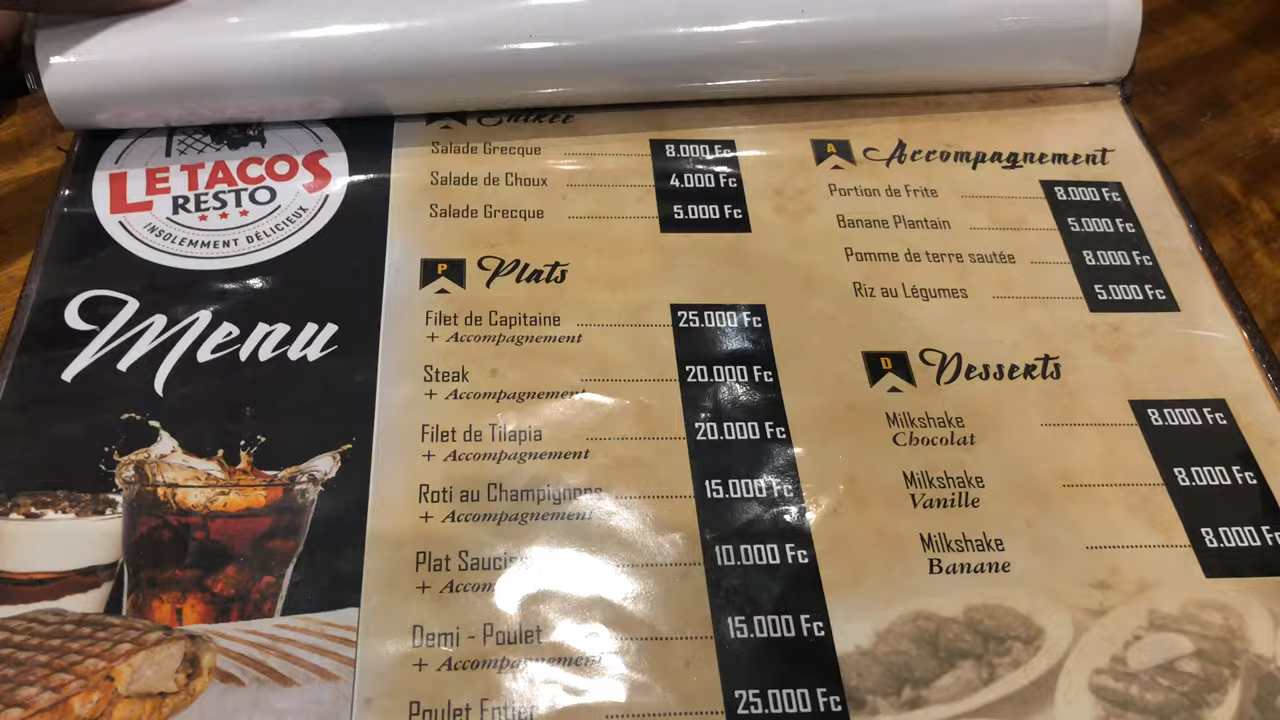 LE TACOS
RESTO
INSOLEMMENT DÉLICIEUX
Menu
Entrée
Salade Grecque 8.000 Fc
Salade de Choux 4.000 Fc
Salade Grecque 5.000 Fc
P Plats
Filet de Capitaine 25.000 Fc
+ Accompagnement
Steak 20.000 Fc
+ Accompagnement
Filet de Tilapia 20.000 Fc
+ Accompagnement
Roti au Champignons 15.000 Fc
+ Accompagnement
Plat 10.000 Fc
+
Demi - Poulet 15.000 Fc
+ Accompagnement
Poulet Entier 25.000 Fc
A Accompagnement
Portion de Frite 8.000 Fc
Banane Plantain 5.000 Fc
Pomme de terre sautée 8.000 Fc
Riz au Légumes 5.000 Fc
D Desserts
Milkshake 8.000 Fc
Chocolat
Milkshake 8.000 Fc
Vanille
Milkshake 8.000 Fc
Banane